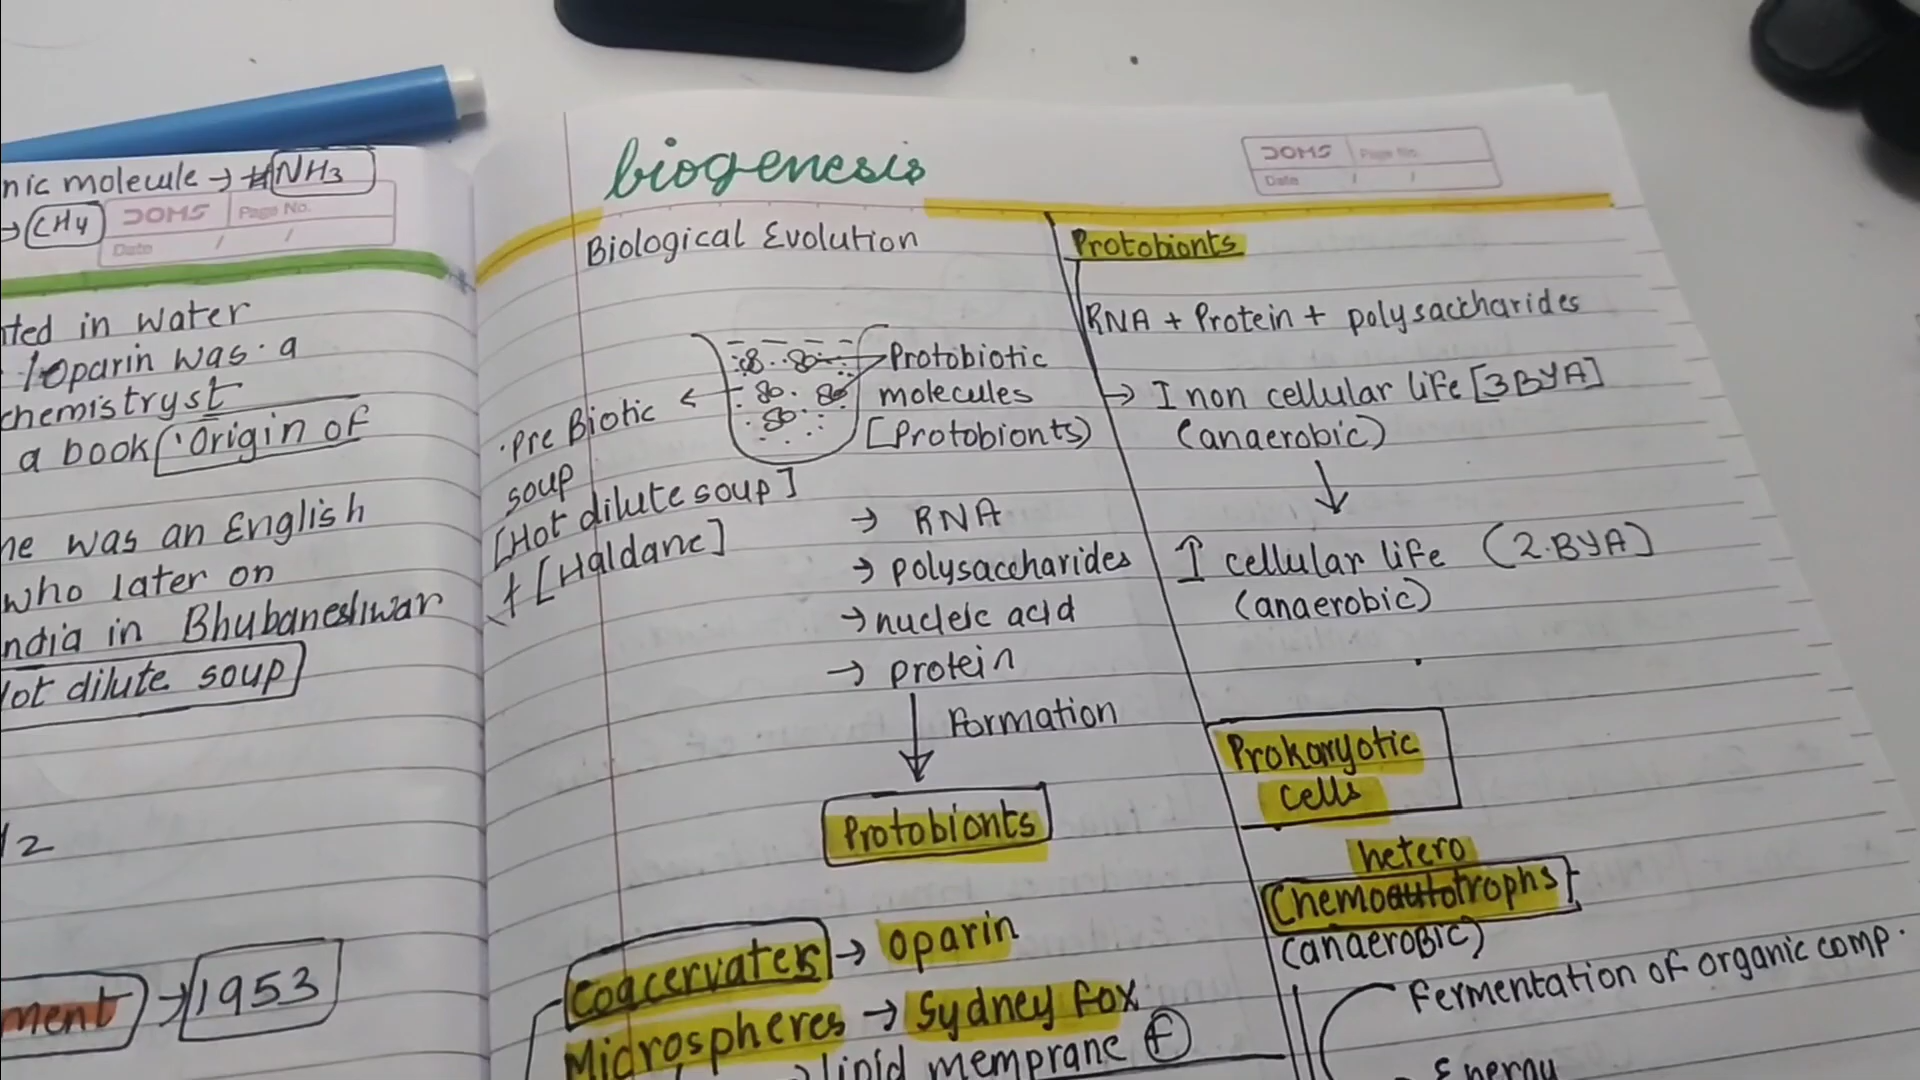 nic molecule → NH3
→ CH4
DOMS Page No.
Date / /
ted in water
oparin was a
chemistryst
a book 'Origin of
he was an English
who later on
ndia in Bhubaneshwar
ot dilute soup
2
ment → 1953
biogenesis
DOMS Page No.
Date / /
Biological Evolution
Protobiotic
molecules
[Protobionts)
Pre Biotic
soup
[Hot dilute soup]
[Haldane]
→ RNA
→ polysaccharides
→ nucleic acid
→ protein
Formation
Protobionts
Coacervates → oparin
Microspheres → Sydney Fox
→ lipid memprane
Protobionts
RNA + Protein + polysaccharides
→ I non cellular life [3BYA]
(anaerobic)
↓
I cellular life (2.BYA]
(anaerobic)
Prokaryotic
cells
hetero
Chemoautotrophs
(anaerobic)
Fermentation of organic comp.
Energy